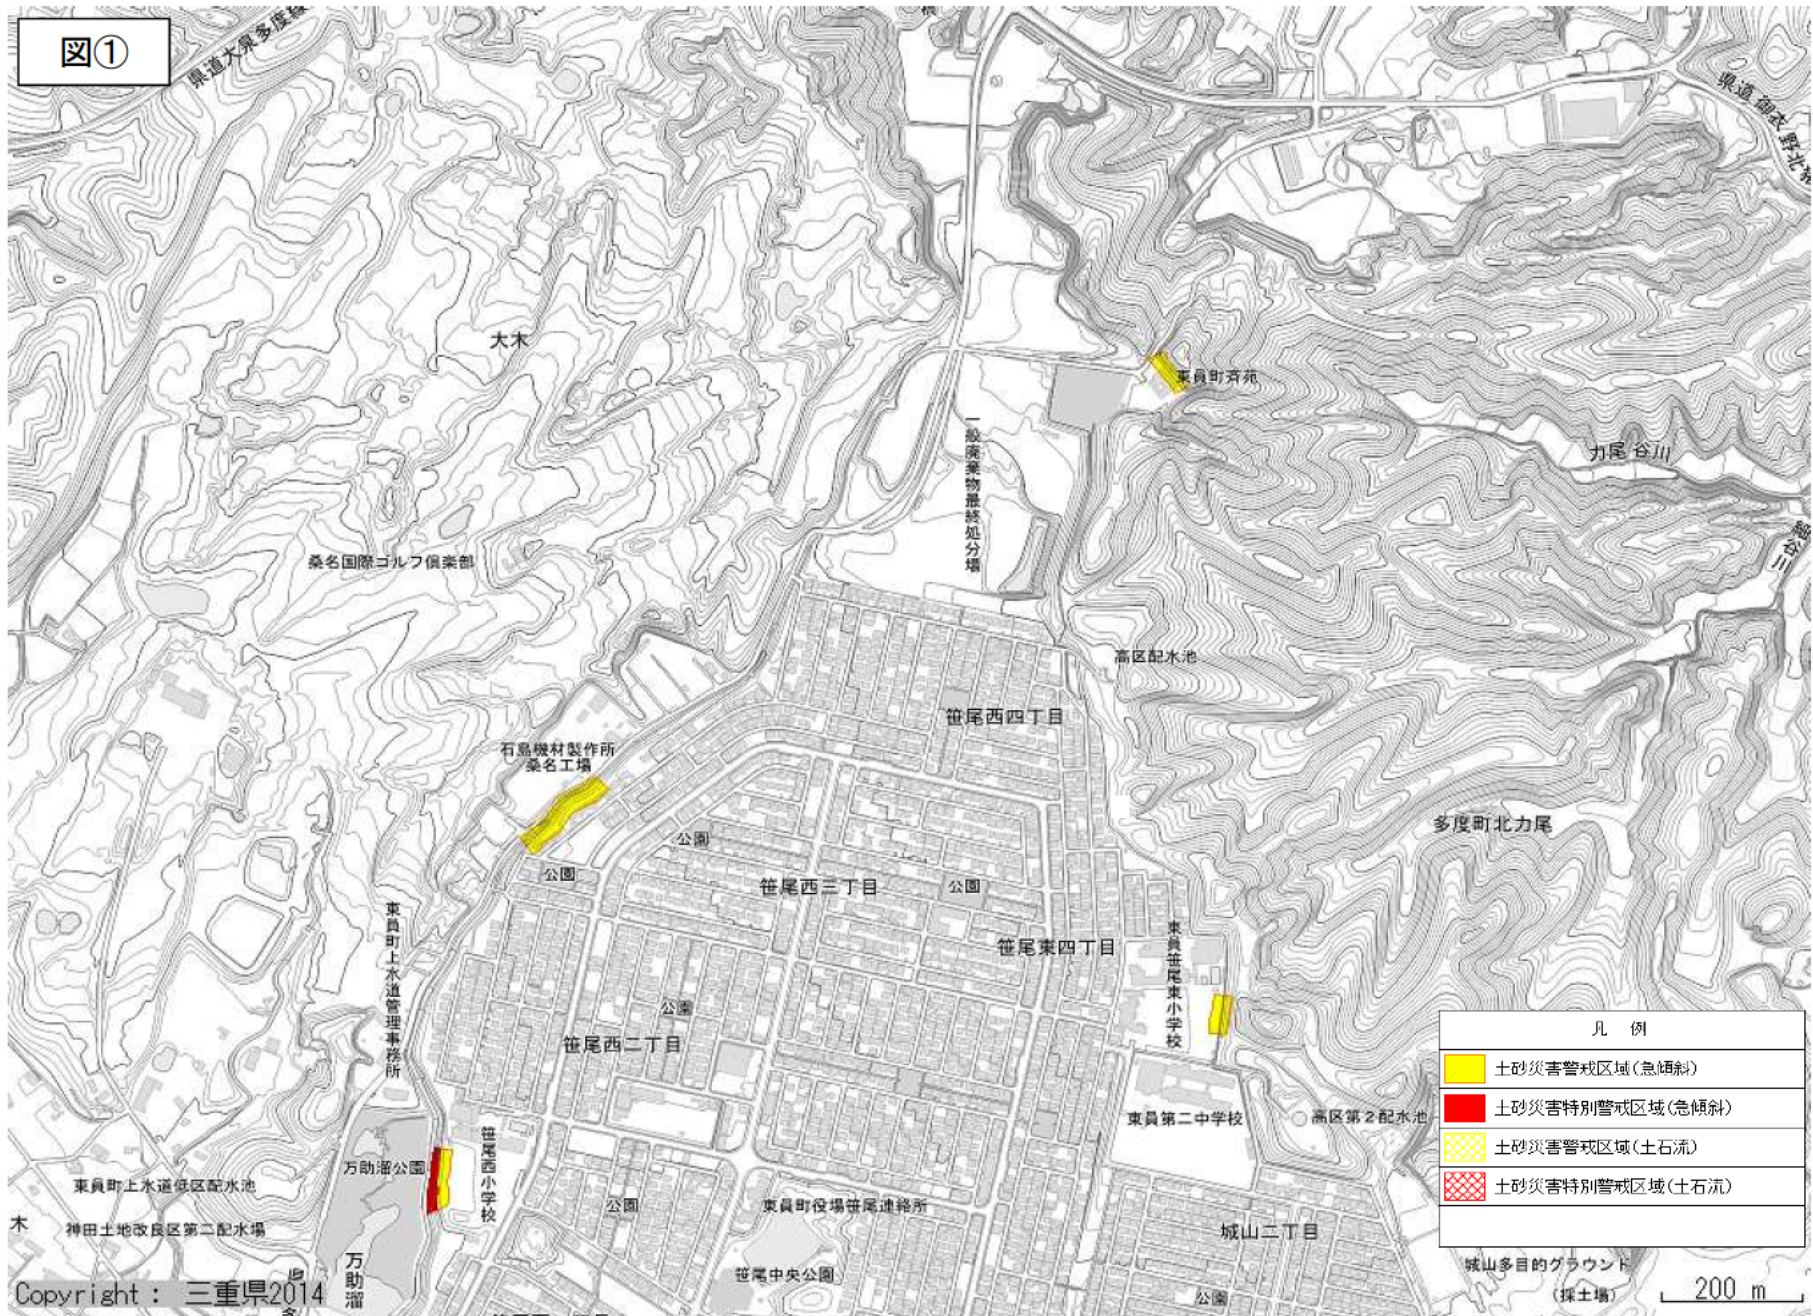 図①
県道大泉多度線
県道御衣野北
大木
東員町斉苑
一般廃棄物最終処分場
力尾谷川
谷川
桑名国際ゴルフ倶楽部
高区配水池
笹尾西四丁目
石島機材製作所
桑名工場
多度町北力尾
公園
公園
笹尾西三丁目
公園
東員町上水道管理事務所
笹尾東四丁目
東員笹尾東小学校
公園
笹尾西二丁目
凡 例
土砂災害警戒区域(急傾斜)
土砂災害特別警戒区域(急傾斜)
土砂災害警戒区域(土石流)
土砂災害特別警戒区域(土石流)
東員第二中学校
高区第2配水池
笹尾西小学校
万助溜公園
東員町上水道低区配水池
公園
東員町役場笹尾連絡所
木
神田土地改良区第二配水場
城山二丁目
万助溜
笹尾中央公園
城山多目的グラウンド
(採土場)
公園
200 m
Copyright : 三重県2014